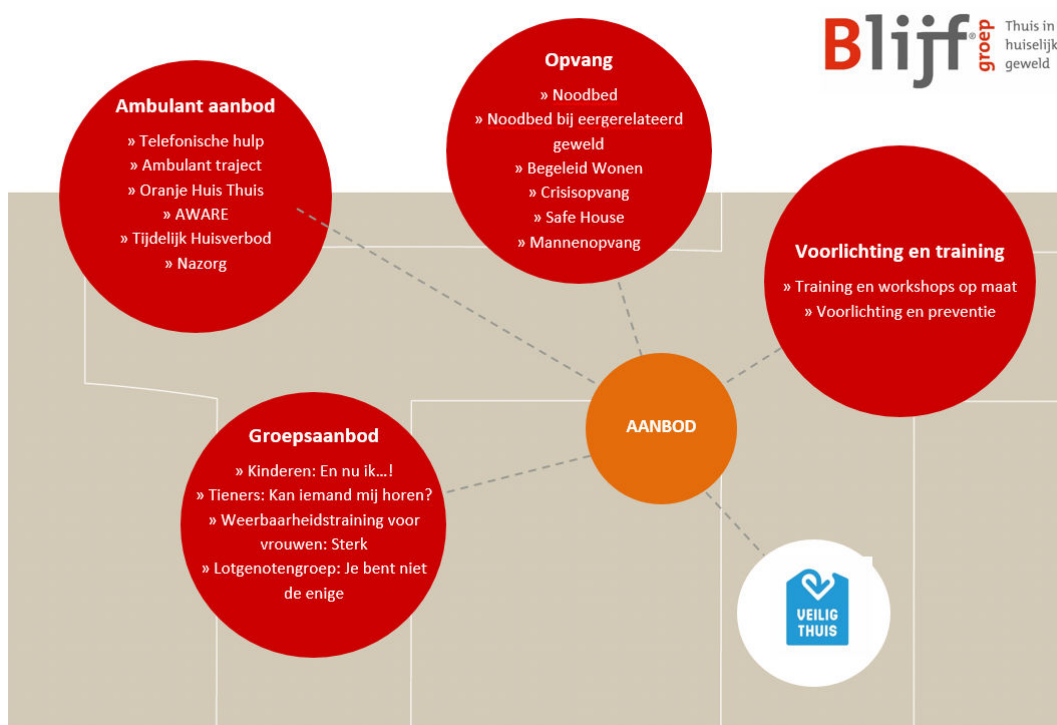 Blijf® groep
Thuis in
huiselijk
geweld
Opvang
» Noodbed
» Noodbed bij eergerelateerd
geweld
» Begeleid Wonen
» Crisisopvang
» Safe House
» Mannenopvang
Ambulant aanbod
» Telefonische hulp
» Ambulant traject
» Oranje Huis Thuis
» AWARE
» Tijdelijk Huisverbod
» Nazorg
Voorlichting en training
» Training en workshops op maat
» Voorlichting en preventie
AANBOD
Groepsaanbod
» Kinderen: En nu ik...!
» Tieners: Kan iemand mij horen?
» Weerbaarheidstraining voor
vrouwen: Sterk
» Lotgenotengroep: Je bent niet
de enige
VEILIG
THUIS